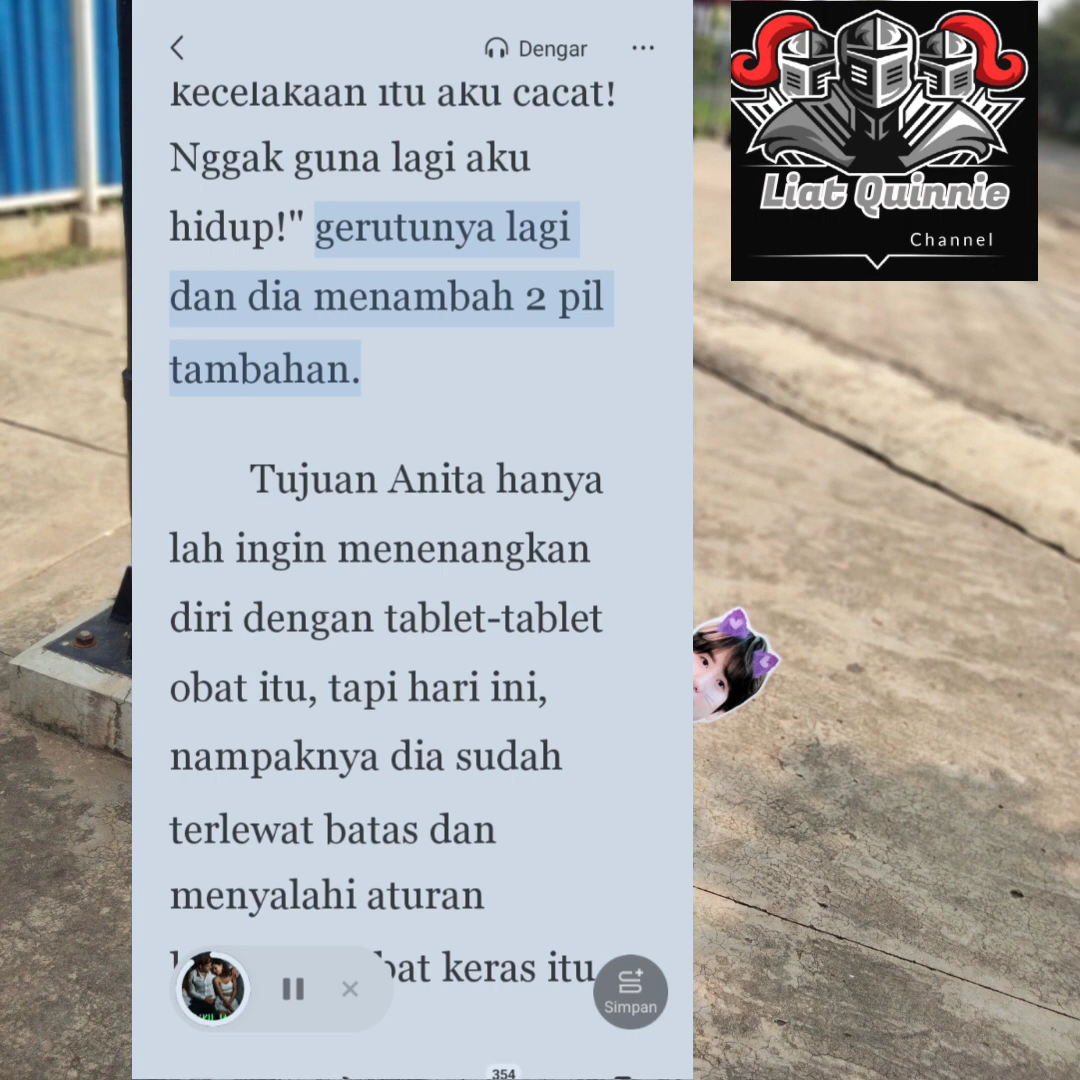 Dengar
kecelakaan itu aku cacat!
Nggak guna lagi aku
hidup!" gerutunya lagi
dan dia menambah 2 pil
tambahan.
Tujuan Anita hanya
lah ingin menenangkan
diri dengan tablet-tablet
obat itu, tapi hari ini,
nampaknya dia sudah
terlewat batas dan
menyalahi aturan
keras itu
Simpan
354
Liat Quinnie
Channel